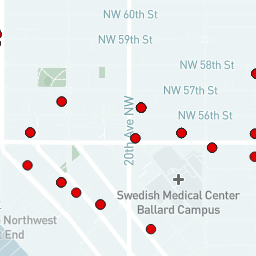 NW 60th St
NW 59th St
NW 58th St
NW 57th St
NW 56th St
20th Ave NW
Swedish Medical Center
Ballard Campus
Northwest
End